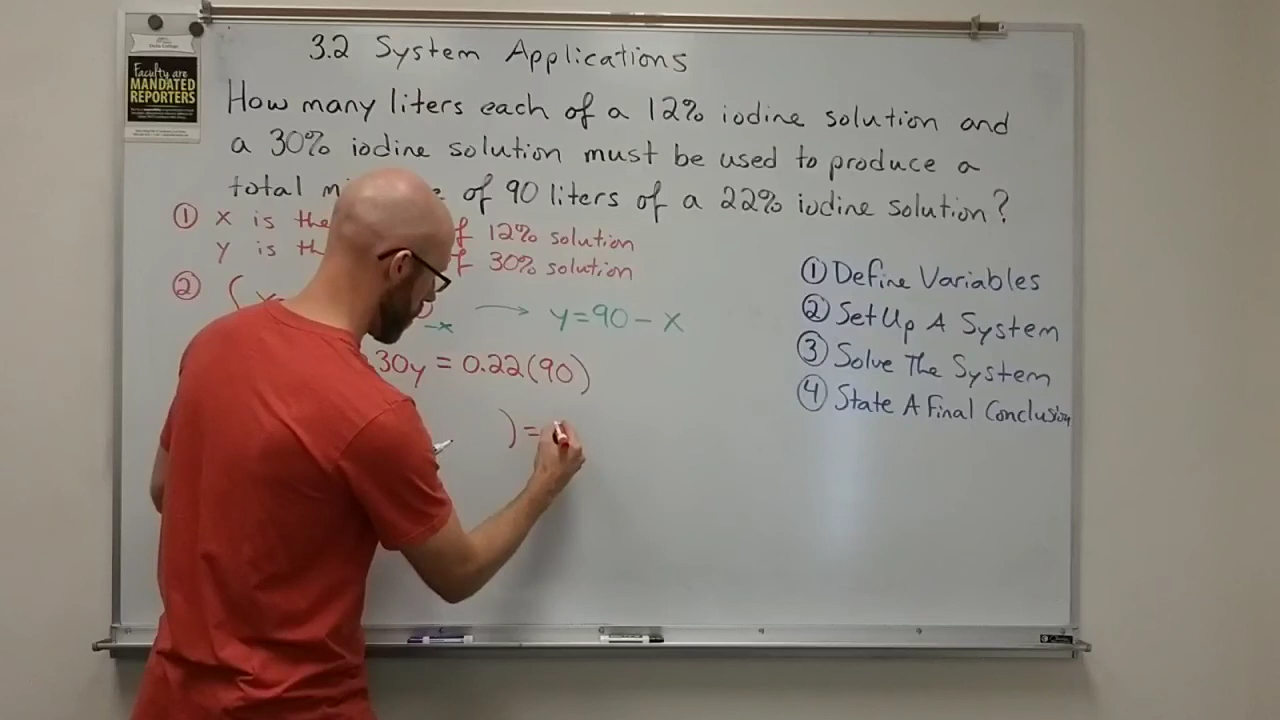 3.2 System Applications
Faculty are
MANDATED
REPORTERS
How many liters each of a 12% iodine solution and
a 30% iodine solution must be used to produce a
total of 90 liters of a 22% iodine solution?
① x is the 12% solution
y is 30% solution
②
-x → y=90-x
30y = 0.22(90)
) =
① Define Variables
② Set Up A System
③ Solve The System
④ State A Final Conclusion